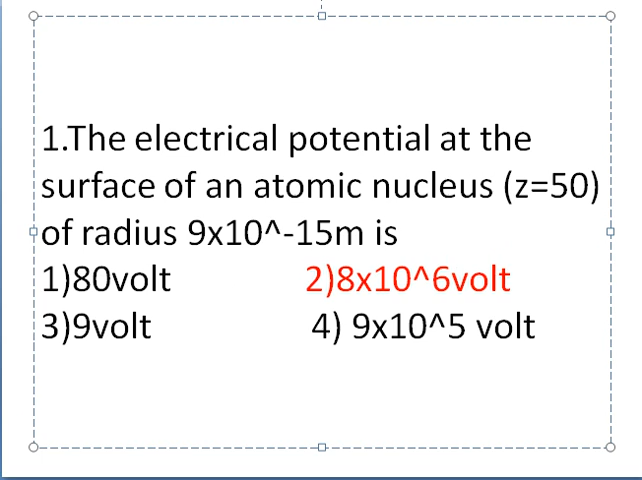 1.The electrical potential at the
surface of an atomic nucleus (z=50)
of radius 9x10^-15m is
1)80volt 2)8x10^6volt
3)9volt 4) 9x10^5 volt